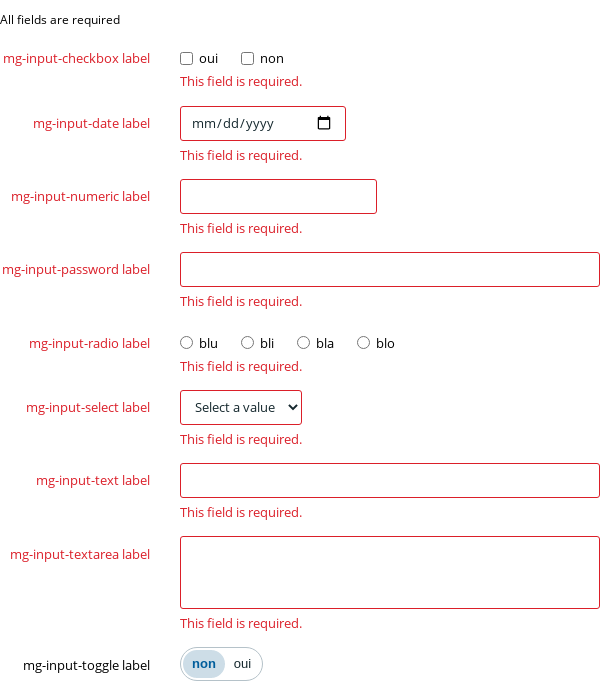 All fields are required
mg-input-checkbox label oui non
This field is required.
mg-input-date label mm/dd/yyyy
This field is required.
mg-input-numeric label
This field is required.
mg-input-password label
This field is required.
mg-input-radio label blu bli bla blo
This field is required.
mg-input-select label Select a value
This field is required.
mg-input-text label
This field is required.
mg-input-textarea label
This field is required.
mg-input-toggle label non oui